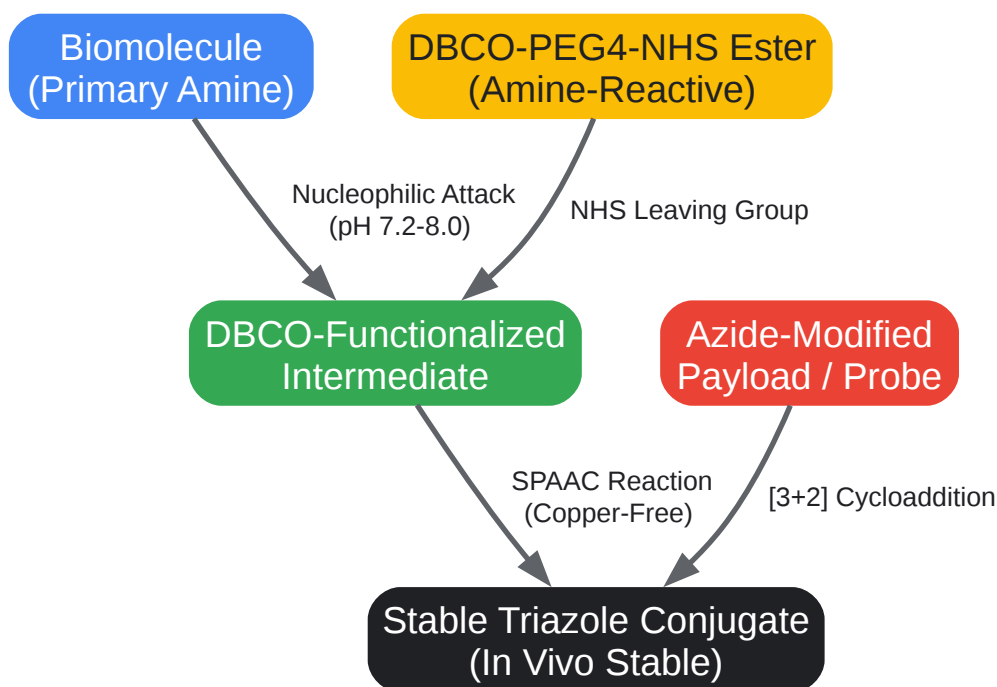 Biomolecule
(Primary Amine)
DBCO-PEG4-NHS Ester
(Amine-Reactive)
Nucleophilic Attack
(pH 7.2-8.0)
NHS Leaving Group
DBCO-Functionalized
Intermediate
Azide-Modified
Payload / Probe
SPAAC Reaction
(Copper-Free)
[3+2] Cycloaddition
Stable Triazole Conjugate
(In Vivo Stable)